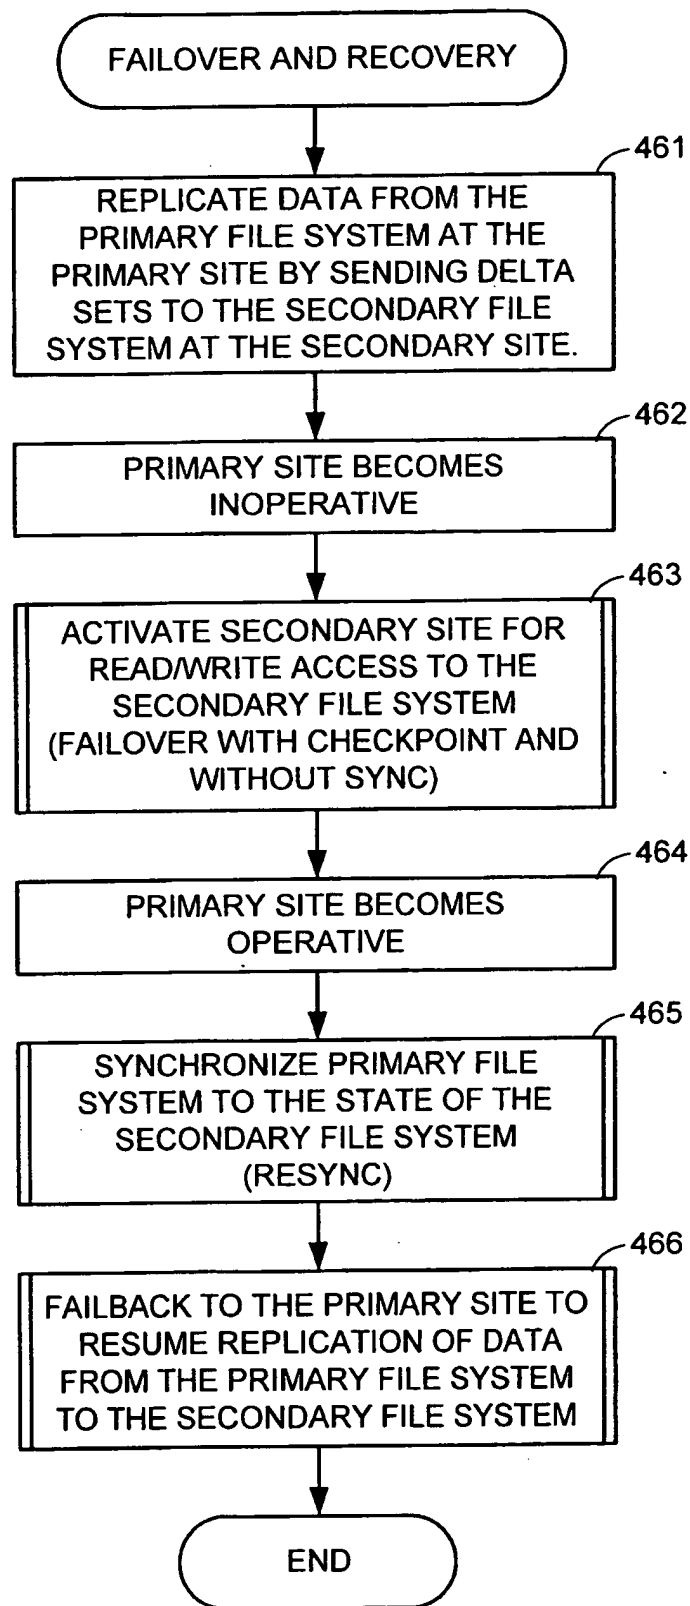 FAILOVER AND RECOVERY
461
REPLICATE DATA FROM THE
PRIMARY FILE SYSTEM AT THE
PRIMARY SITE BY SENDING DELTA
SETS TO THE SECONDARY FILE
SYSTEM AT THE SECONDARY SITE.
462
PRIMARY SITE BECOMES
INOPERATIVE
463
ACTIVATE SECONDARY SITE FOR
READ/WRITE ACCESS TO THE
SECONDARY FILE SYSTEM
(FAILOVER WITH CHECKPOINT AND
WITHOUT SYNC)
464
PRIMARY SITE BECOMES
OPERATIVE
465
SYNCHRONIZE PRIMARY FILE
SYSTEM TO THE STATE OF THE
SECONDARY FILE SYSTEM
(RESYNC)
466
FAILBACK TO THE PRIMARY SITE TO
RESUME REPLICATION OF DATA
FROM THE PRIMARY FILE SYSTEM
TO THE SECONDARY FILE SYSTEM
END